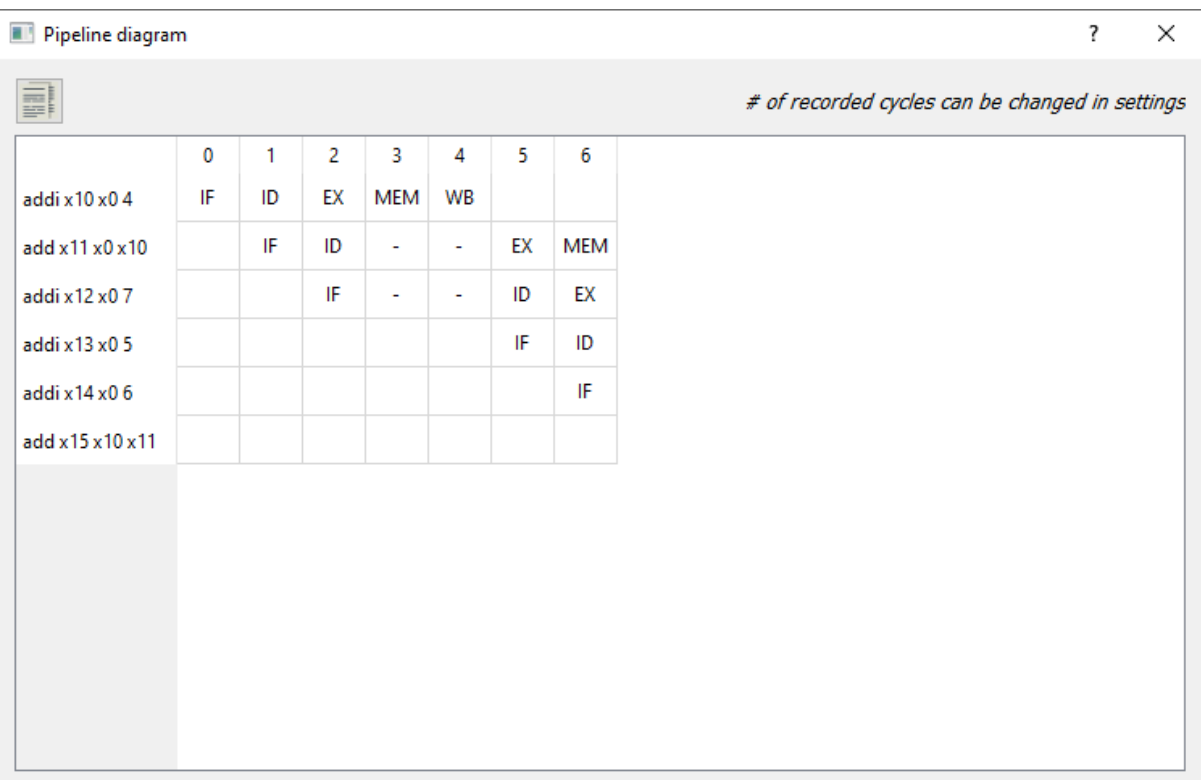 Pipeline diagram ? ×
# of recorded cycles can be changed in settings
0 1 2 3 4 5 6
addi x10 x0 4 IF ID EX MEM WB
add x11 x0 x10 IF ID - - EX MEM
addi x12 x0 7 IF - - ID EX
addi x13 x0 5 IF ID
addi x14 x0 6 IF
add x15 x10 x11